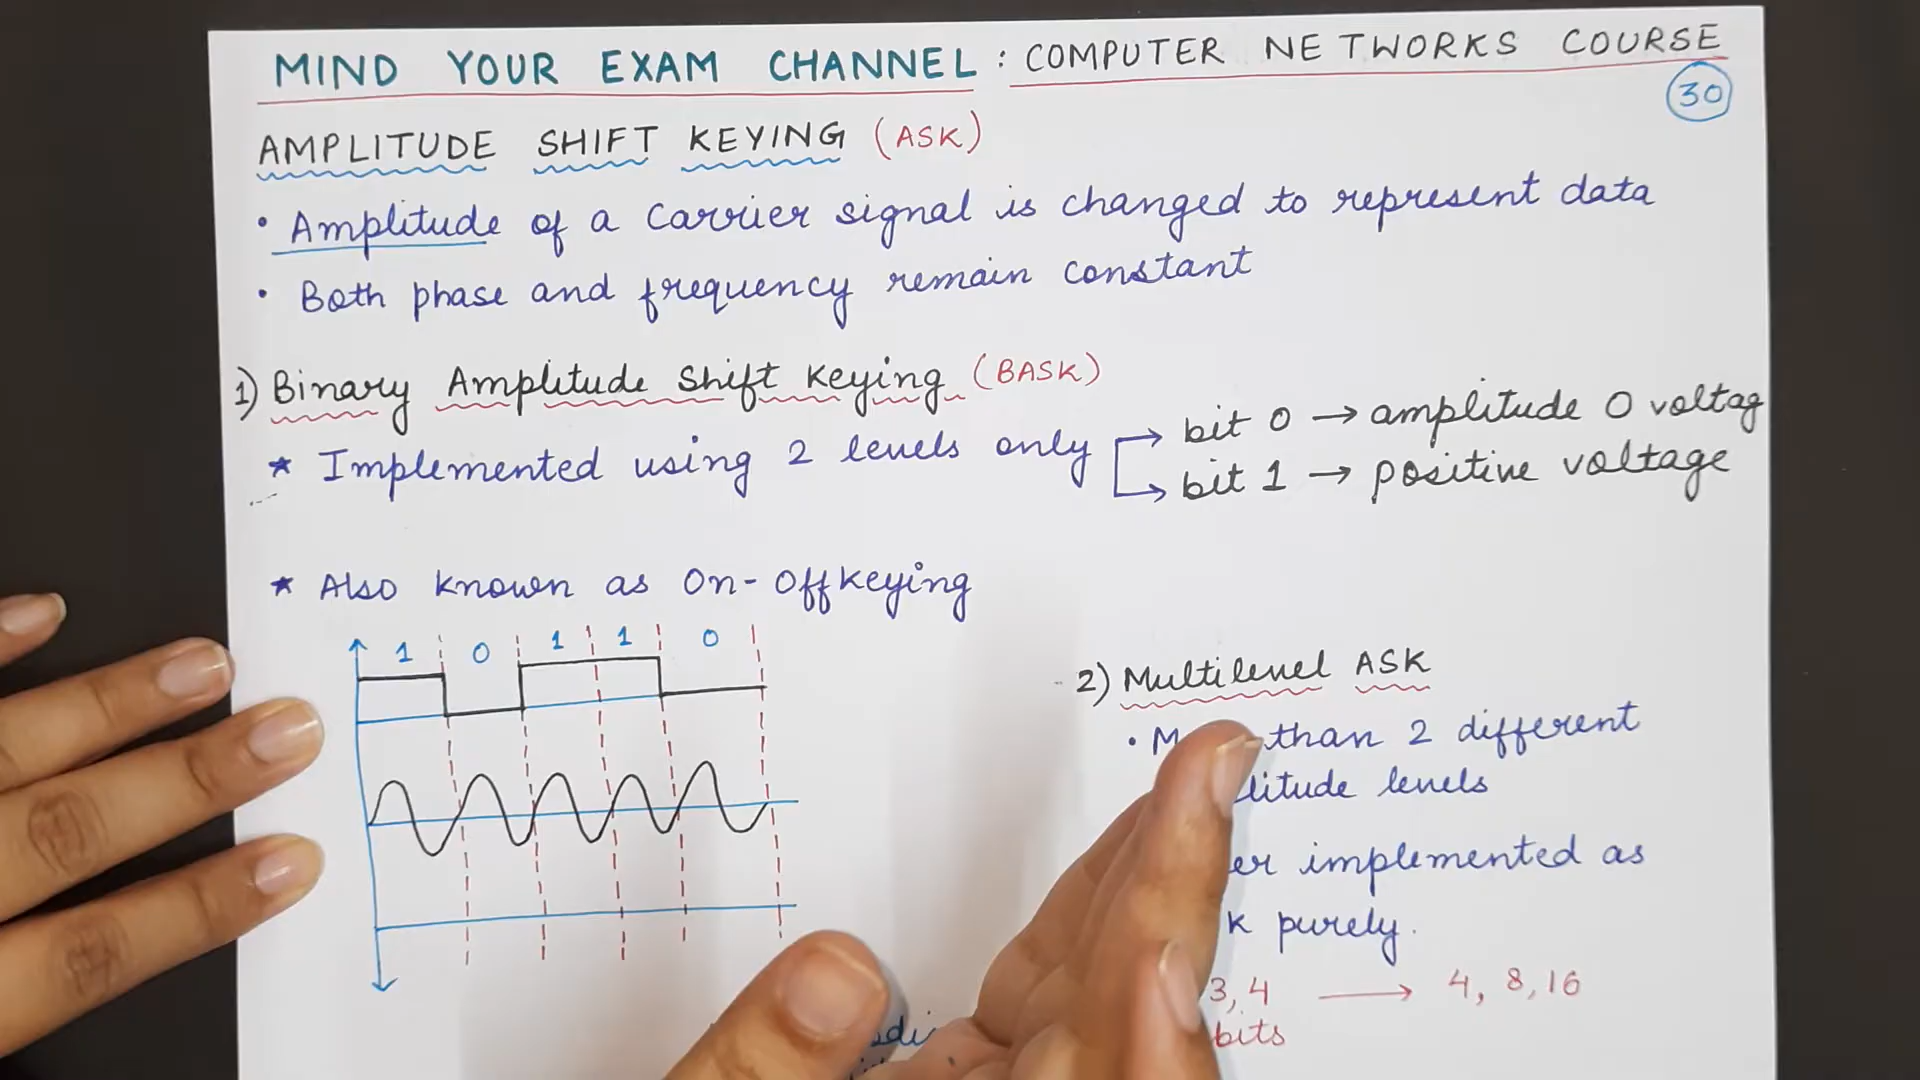 MIND YOUR EXAM CHANNEL : COMPUTER NETWORKS COURSE
30
AMPLITUDE SHIFT KEYING (ASK)
• Amplitude of a carrier signal is changed to represent data
• Both phase and frequency remain constant
1) Binary Amplitude Shift Keying (BASK)
* Implemented using 2 levels only
bit 0 → amplitude 0 voltag
bit 1 → positive voltage
* Also known as On-Off keying
1 0 1 1 0
2) Multilevel ASK
• M than 2 different
litude levels
er implemented as
k purely.
3, 4 → 4, 8, 16
bits